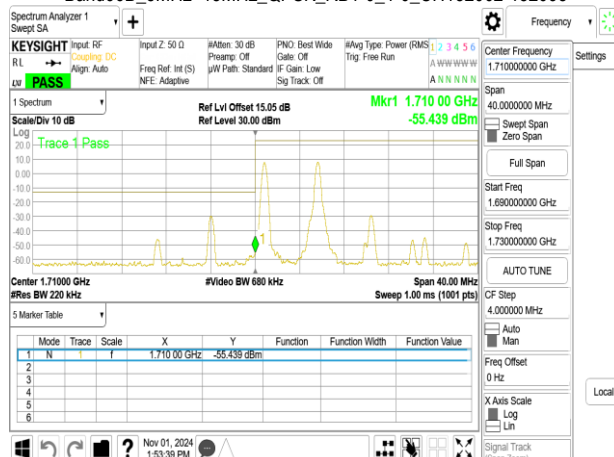 Spectrum Analyzer 1
Swept SA
Frequency
Settings
KEYSIGHT
Input: RF
Coupling: DC
Align: Auto
Input Z: 50 Ω
Freq Ref: Int (S)
NFE: Adaptive
#Atten: 30 dB
Preamp: Off
µW Path: Standard
PNO: Best Wide
Gate: Off
IF Gain: Low
Sig Track: Off
#Avg Type: Power (RMS
Trig: Free Run
1 2 3 4 5 6
A W W W W W
A N N N N N
RL
LXI
PASS
1 Spectrum
Scale/Div 10 dB
Ref Lvl Offset 15.05 dB
Ref Level 30.00 dBm
Mkr1 1.710 00 GHz
-55.439 dBm
Log
Trace 1 Pass
20.0
10.0
0.00
-10.0
-20.0
-30.0
-40.0
-50.0
-60.0
1
Center 1.71000 GHz
#Res BW 220 kHz
#Video BW 680 kHz
Span 40.00 MHz
Sweep 1.00 ms (1001 pts)
5 Marker Table
Mode Trace Scale X Y Function Function Width Function Value
1 N 1 f 1.710 00 GHz -55.439 dBm
2
3
4
5
6
Nov 01, 2024
1:53:39 PM
Center Frequency
1.710000000 GHz
Span
40.0000000 MHz
Swept Span
Zero Span
Full Span
Start Freq
1.690000000 GHz
Stop Freq
1.730000000 GHz
AUTO TUNE
CF Step
4.000000 MHz
Auto
Man
Freq Offset
0 Hz
X Axis Scale
Log
Lin
Signal Track
Local